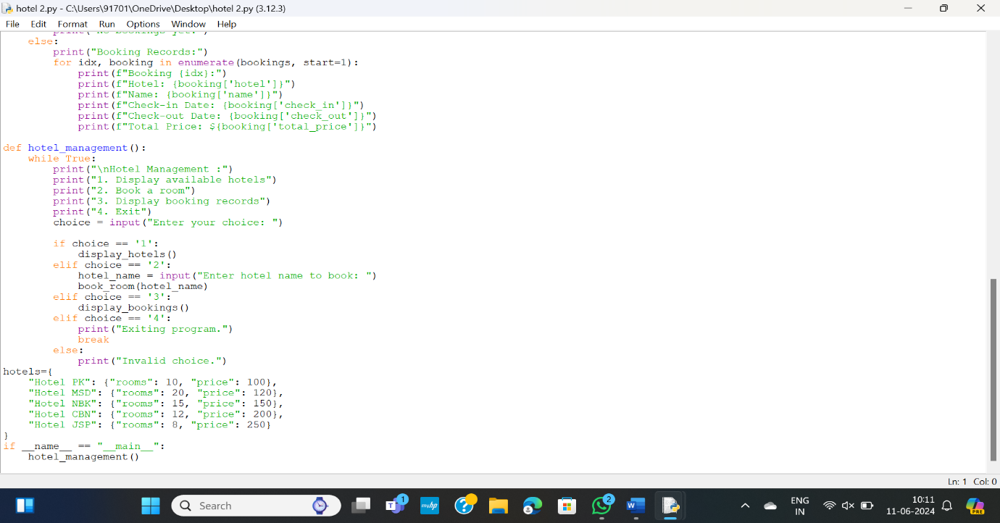 hotel 2.py - C:\Users\91701\OneDrive\Desktop\hotel 2.py (3.12.3)
File Edit Format Run Options Window Help
print("No bookings yet.")
    else:
        print("Booking Records:")
        for idx, booking in enumerate(bookings, start=1):
            print(f"Booking {idx}:")
            print(f"Hotel: {booking['hotel']}")
            print(f"Name: {booking['name']}")
            print(f"Check-in Date: {booking['check_in']}")
            print(f"Check-out Date: {booking['check_out']}")
            print(f"Total Price: ${booking['total_price']}")
def hotel_management():
    while True:
        print("\nHotel Management :")
        print("1. Display available hotels")
        print("2. Book a room")
        print("3. Display booking records")
        print("4. Exit")
        choice = input("Enter your choice: ")
        if choice == '1':
            display_hotels()
        elif choice == '2':
            hotel_name = input("Enter hotel name to book: ")
            book_room(hotel_name)
        elif choice == '3':
            display_bookings()
        elif choice == '4':
            print("Exiting program.")
            break
        else:
            print("Invalid choice.")
hotels={
    "Hotel PK": {"rooms": 10, "price": 100},
    "Hotel MSD": {"rooms": 20, "price": 120},
    "Hotel NBK": {"rooms": 15, "price": 150},
    "Hotel CBN": {"rooms": 12, "price": 200},
    "Hotel JSP": {"rooms": 8, "price": 250}
}
if __name__ == "__main__":
    hotel_management()
Ln: 1 Col: 0
Search
1
myhp
2
W
ENG
IN
10:11
11-06-2024
PRE